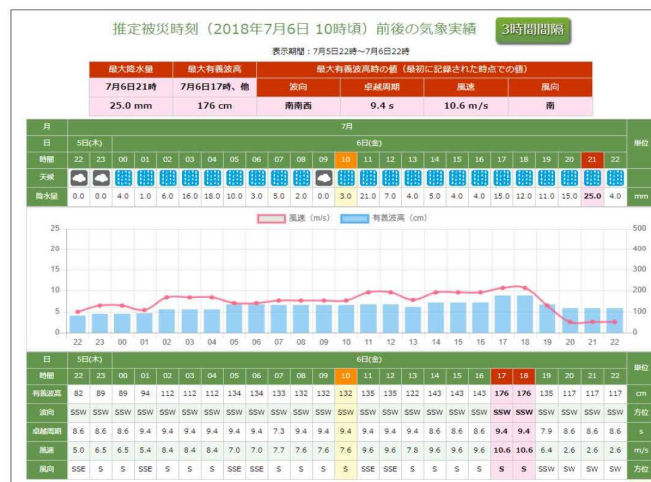 推定被災時刻（2018年7月6日 10時頃）前後の気象実績
3時間間隔
表示期間：7月5日22時～7月6日22時
最大降水量 最大有義波高 最大有義波高時の値（最初に記録された時点での値）
7月6日21時 7月6日17時、他 波向 卓越周期 風速 風向
25.0 mm 176 cm 南南西 9.4 s 10.6 m/s 南
月 7月 単位
日 5日(木) 6日(金)
時間 22 23 00 01 02 03 04 05 06 07 08 09 10 11 12 13 14 15 16 17 18 19 20 21 22
天候
降水量 0.0 0.0 4.0 1.0 6.0 16.0 18.0 10.0 3.0 5.0 2.0 0.0 3.0 21.0 7.0 4.0 5.0 4.0 4.0 15.0 12.0 11.0 15.0 25.0 4.0 mm
風速（m/s） 有義波高（cm）
25 500
20 400
15 300
10 200
5 100
0 0
22 23 00 01 02 03 04 05 06 07 08 09 10 11 12 13 14 15 16 17 18 19 20 21 22
日 5日(木) 6日(金) 単位
時間 22 23 00 01 02 03 04 05 06 07 08 09 10 11 12 13 14 15 16 17 18 19 20 21 22
有義波高 82 89 89 94 112 112 112 134 134 133 132 132 132 135 135 122 143 143 143 176 176 135 117 117 117 cm
波向 SSW SSW SSW SSW SSW SSW SSW SSW SSW SSW SSW SSW SSW SSW SSW SSW SSW SSW SSW SSW SSW SSW SSW SSW SSW 方位
卓越周期 8.6 8.6 8.6 9.4 9.4 9.4 9.4 9.4 9.4 7.3 9.4 9.4 9.4 9.4 9.4 9.4 8.6 8.6 8.6 9.4 9.4 7.9 8.6 8.6 8.6 s
風速 5.0 6.5 6.5 5.4 8.4 8.4 8.4 7.0 7.0 7.7 7.6 7.6 7.6 9.6 9.6 7.8 9.6 9.6 9.6 10.6 10.6 6.4 2.6 2.6 2.6 m/s
風向 SSE SSE S S S S S SSE SSE S S S S SSE SSE S S S S S S SSW SW SW SW 方位